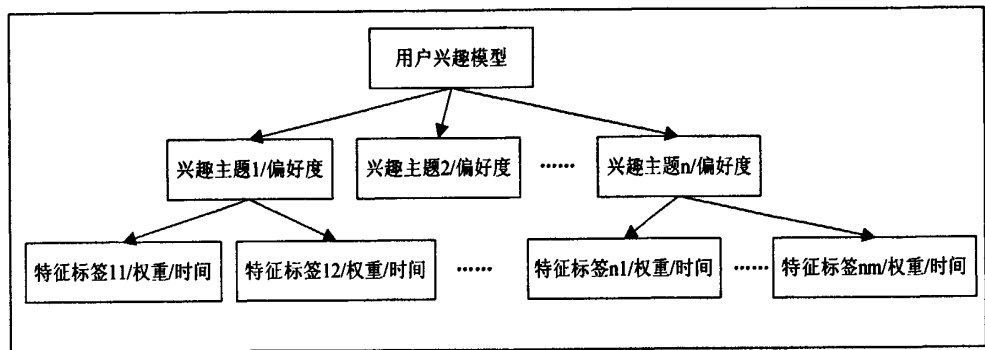 用户兴趣模型
兴趣主题1/偏好度
兴趣主题2/偏好度
……
兴趣主题n/偏好度
特征标签11/权重/时间
特征标签12/权重/时间
……
特征标签n1/权重/时间
……
特征标签nm/权重/时间